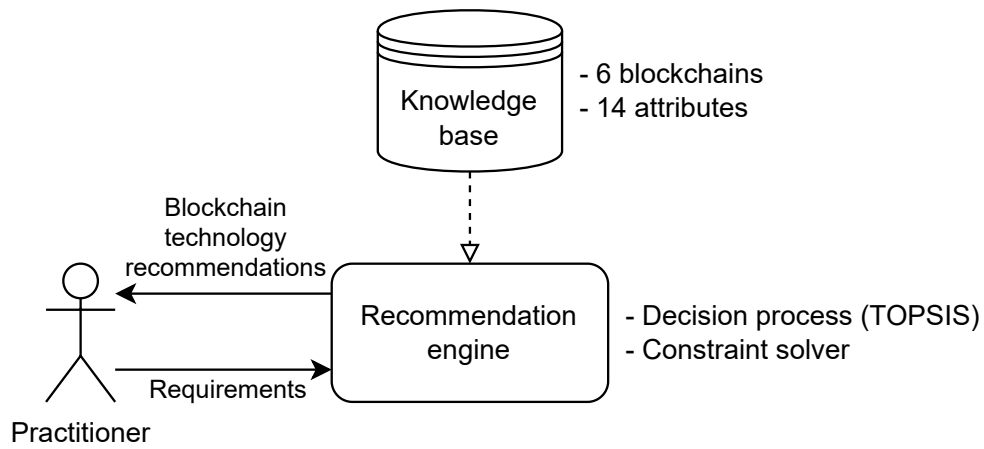 Knowledge
base
- 6 blockchains
- 14 attributes
Blockchain
technology
recommendations
Recommendation
engine
- Decision process (TOPSIS)
- Constraint solver
Requirements
Practitioner